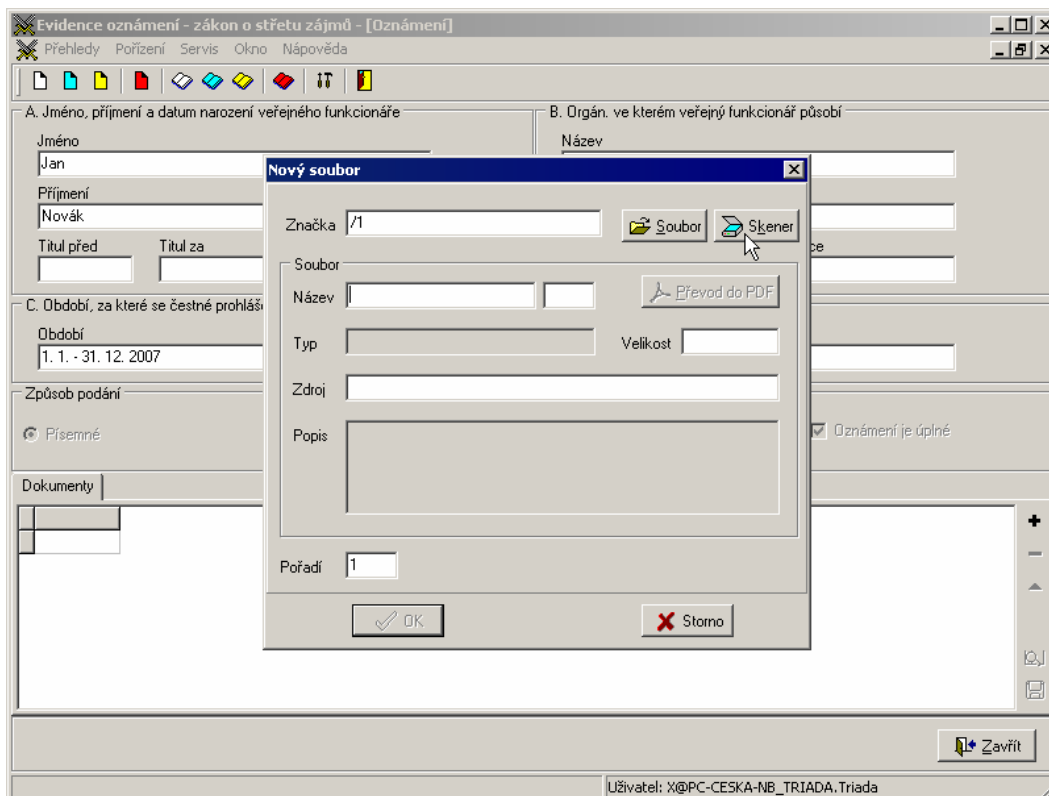 Evidence oznámení - zákon o střetu zájmů - [Oznámení]
Přehledy Pořízení Servis Okno Nápověda
A. Jméno, příjmení a datum narození veřejného funkcionáře
B. Orgán. ve kterém veřejný funkcionář působí
Jméno
Název
Jan
Nový soubor
Příjmení
Novák
Značka /1 Soubor Skener
Titul před Titul za
ce
Soubor
Název Převod do PDF
C. Období, za které se čestné prohláše
Období
Typ Velikost
1. 1. - 31. 12. 2007
Zdroj
Způsob podání
Písemné
Popis
Oznámení je úplné
Dokumenty
Pořadí 1
OK Storno
Zavřít
Uživatel: X@PC-CESKA-NB_TRIADA.Triada